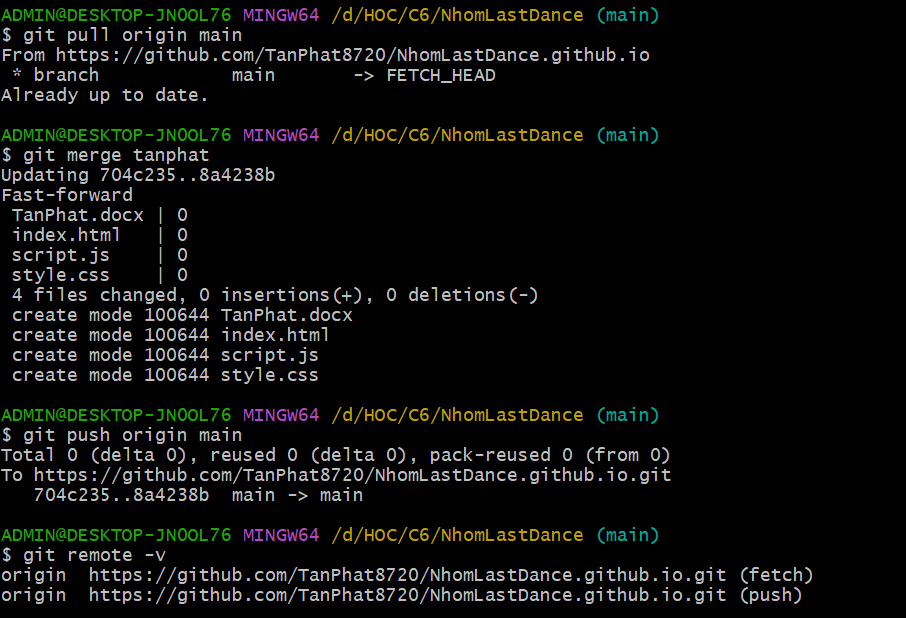 ADMIN@DESKTOP-JNOOL76 MINGW64 /d/HOC/C6/NhomLastDance (main)
$ git pull origin main
From https://github.com/TanPhat8720/NhomLastDance.github.io
 * branch            main       -> FETCH_HEAD
Already up to date.

ADMIN@DESKTOP-JNOOL76 MINGW64 /d/HOC/C6/NhomLastDance (main)
$ git merge tanphat
Updating 704c235..8a4238b
Fast-forward
 TanPhat.docx | 0
 index.html   | 0
 script.js    | 0
 style.css    | 0
 4 files changed, 0 insertions(+), 0 deletions(-)
 create mode 100644 TanPhat.docx
 create mode 100644 index.html
 create mode 100644 script.js
 create mode 100644 style.css

ADMIN@DESKTOP-JNOOL76 MINGW64 /d/HOC/C6/NhomLastDance (main)
$ git push origin main
Total 0 (delta 0), reused 0 (delta 0), pack-reused 0 (from 0)
To https://github.com/TanPhat8720/NhomLastDance.github.io.git
   704c235..8a4238b  main -> main

ADMIN@DESKTOP-JNOOL76 MINGW64 /d/HOC/C6/NhomLastDance (main)
$ git remote -v
origin  https://github.com/TanPhat8720/NhomLastDance.github.io.git (fetch)
origin  https://github.com/TanPhat8720/NhomLastDance.github.io.git (push)